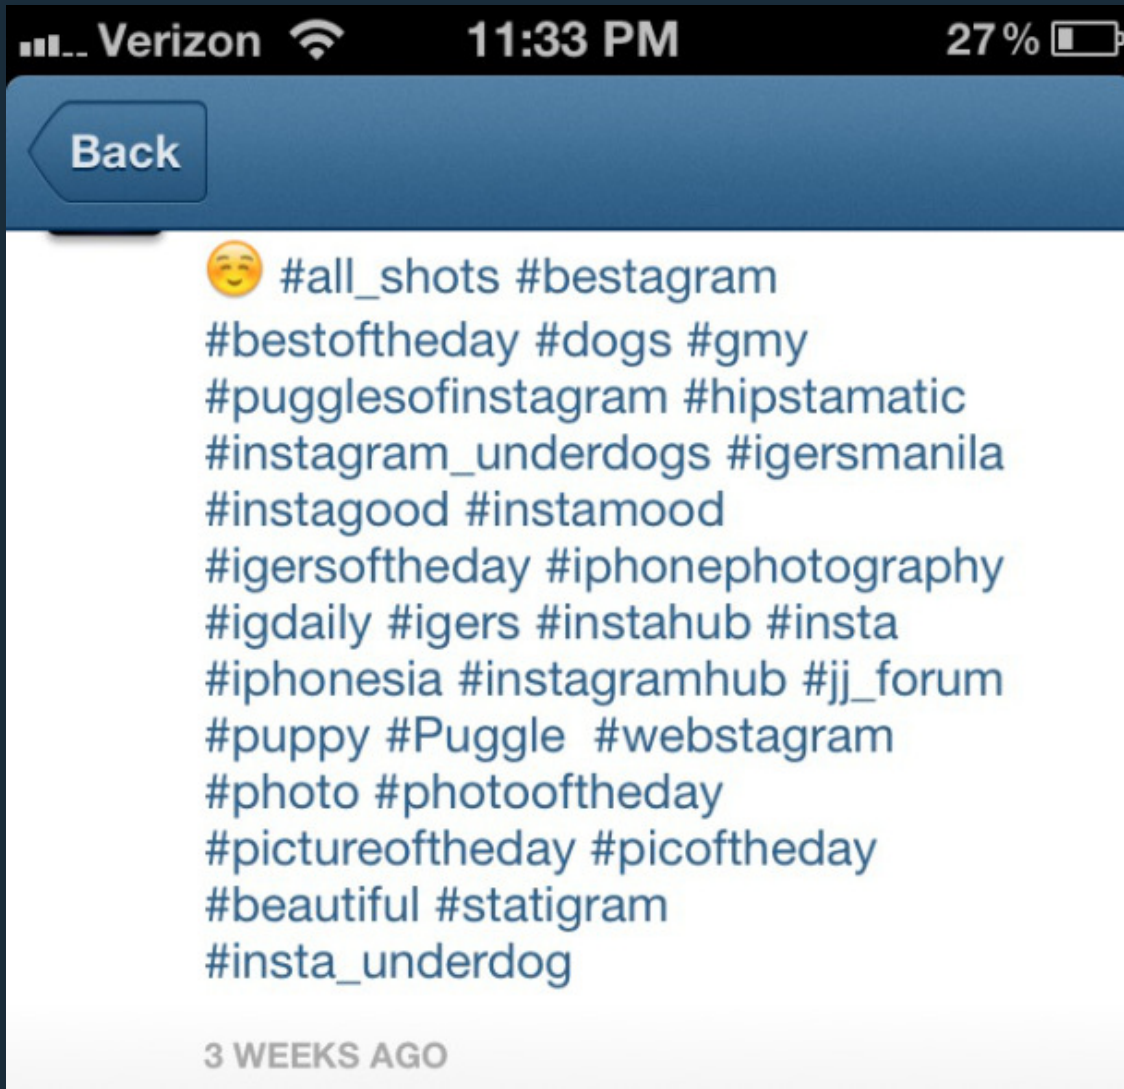 Verizon 11:33 PM 27%
Back
☺️ #all_shots #bestagram
#bestoftheday #dogs #gmy
#pugglesofinstagram #hipstamatic
#instagram_underdogs #igersmanila
#instagood #instamood
#igersoftheday #iphonephotography
#igdaily #igers #instahub #insta
#iphonesia #instagramhub #jj_forum
#puppy #Puggle  #webstagram
#photo #photooftheday
#pictureoftheday #picoftheday
#beautiful #statigram
#insta_underdog
3 WEEKS AGO